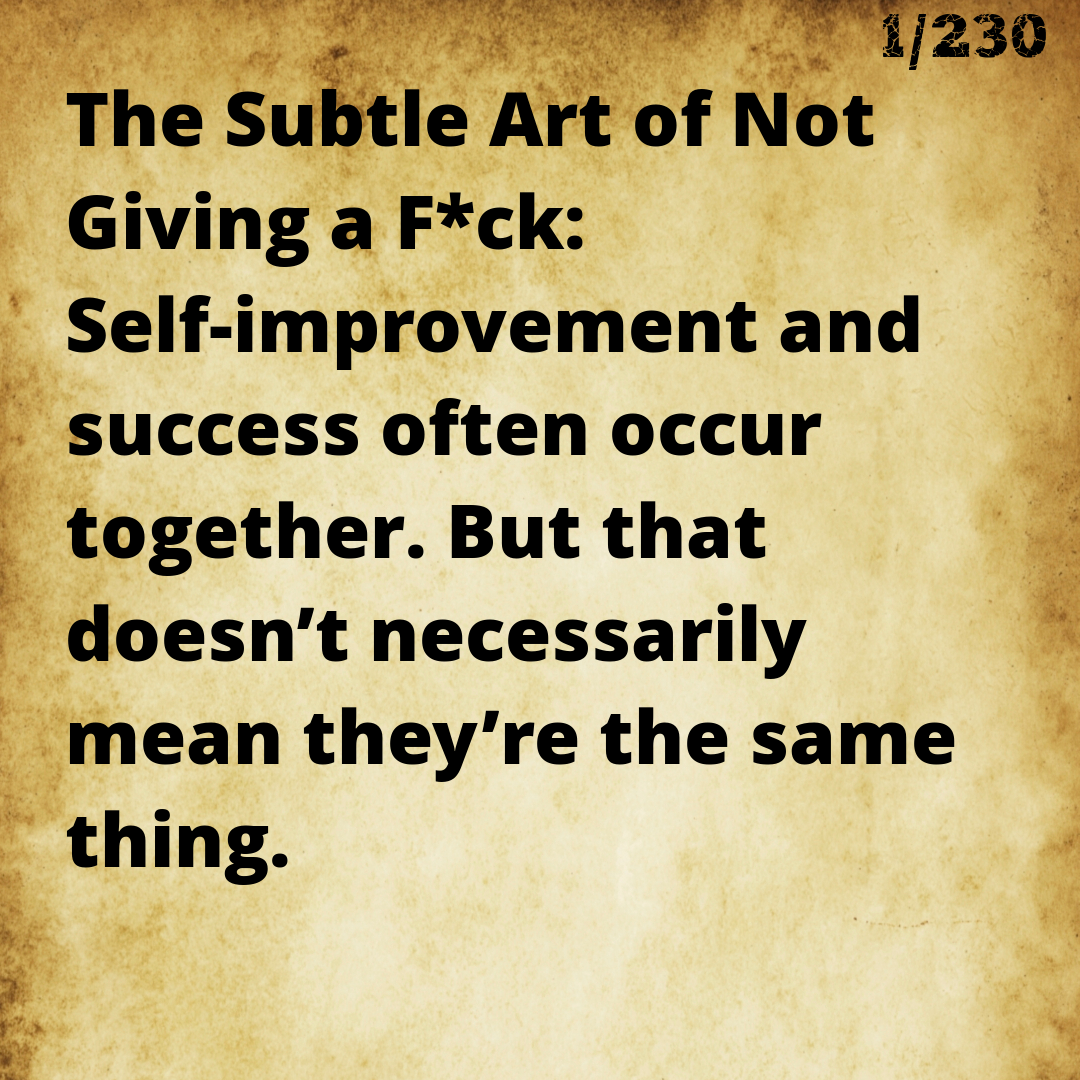 1/230
The Subtle Art of Not
Giving a F*ck:
Self-improvement and
success often occur
together. But that
doesn’t necessarily
mean they’re the same
thing.